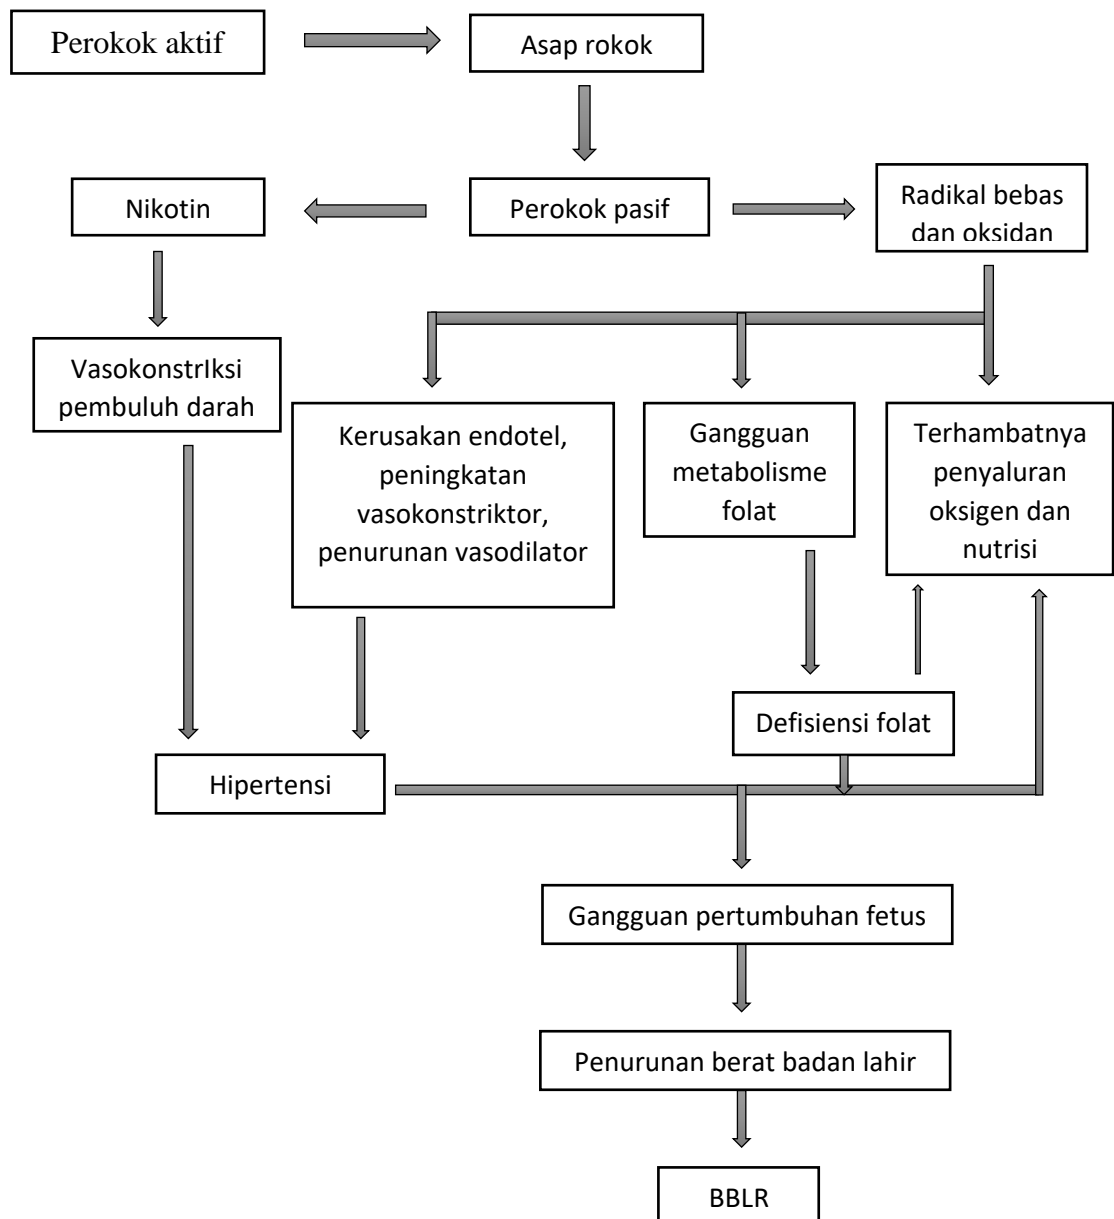 Perokok aktif
Asap rokok
Nikotin
Perokok pasif
Radikal bebas
dan oksidan
VasokonstrIksi
pembuluh darah
Kerusakan endotel,
peningkatan
vasokonstriktor,
penurunan vasodilator
Gangguan
metabolisme
folat
Terhambatnya
penyaluran
oksigen dan
nutrisi
Defisiensi folat
Hipertensi
Gangguan pertumbuhan fetus
Penurunan berat badan lahir
BBLR